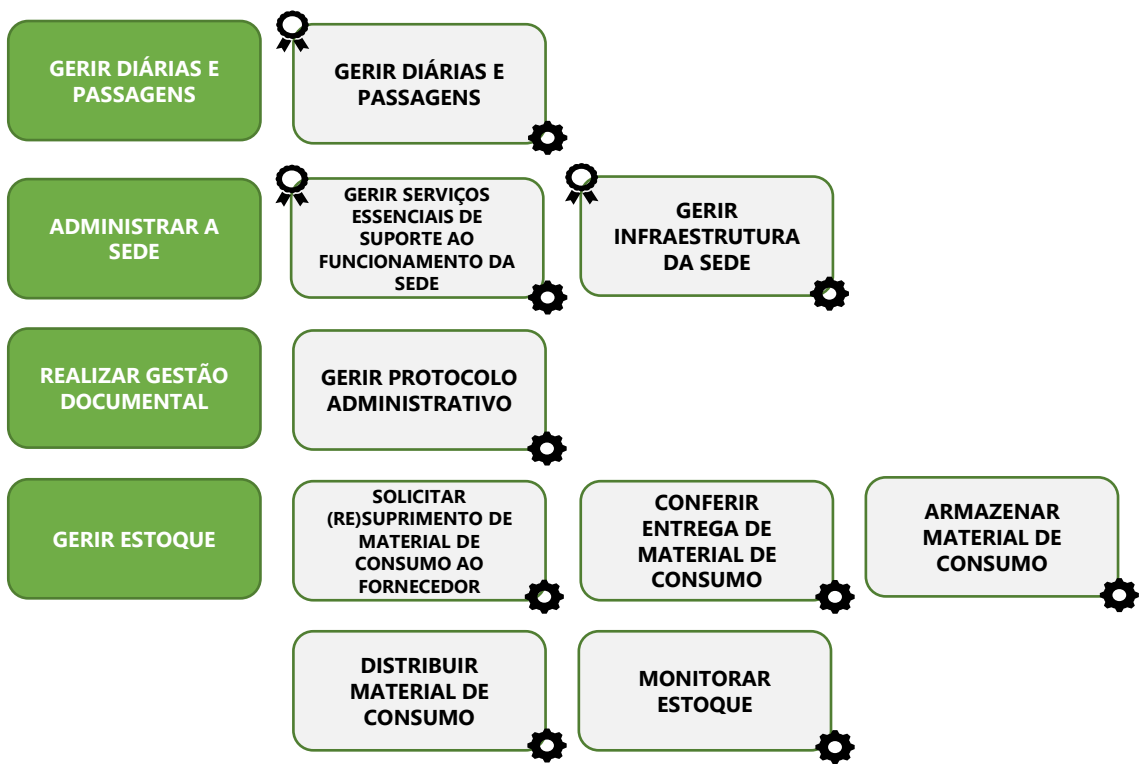 GERIR DIÁRIAS E
PASSAGENS
GERIR DIÁRIAS E
PASSAGENS
ADMINISTRAR A
SEDE
GERIR SERVIÇOS
ESSENCIAIS DE
SUPORTE AO
FUNCIONAMENTO DA
SEDE
GERIR
INFRAESTRUTURA
DA SEDE
REALIZAR GESTÃO
DOCUMENTAL
GERIR PROTOCOLO
ADMINISTRATIVO
GERIR ESTOQUE
SOLICITAR
(RE)SUPRIMENTO DE
MATERIAL DE
CONSUMO AO
FORNECEDOR
CONFERIR
ENTREGA DE
MATERIAL DE
CONSUMO
ARMAZENAR
MATERIAL DE
CONSUMO
DISTRIBUIR
MATERIAL DE
CONSUMO
MONITORAR
ESTOQUE